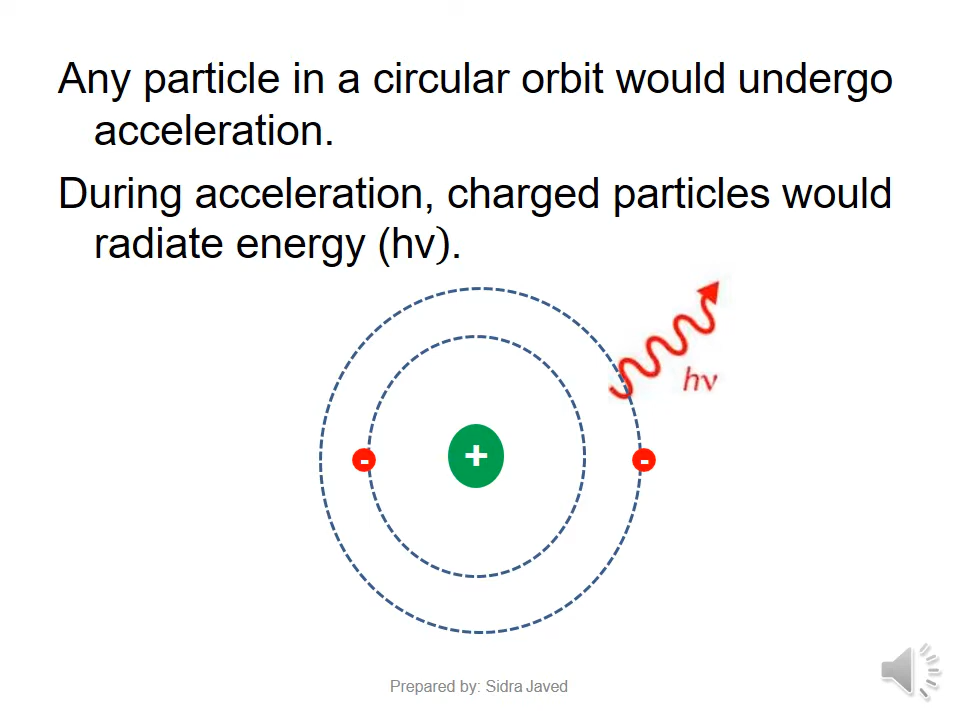 Any particle in a circular orbit would undergo
acceleration.
During acceleration, charged particles would
radiate energy (hv).
hν
+
-
-
Prepared by: Sidra Javed